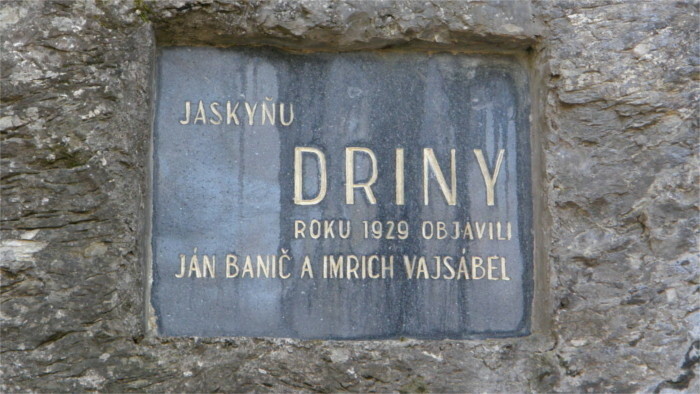 JASKYŇU
DRINY
ROKU 1929 OBJAVILI
JÁN BANIČ A IMRICH VAJSÁBEL